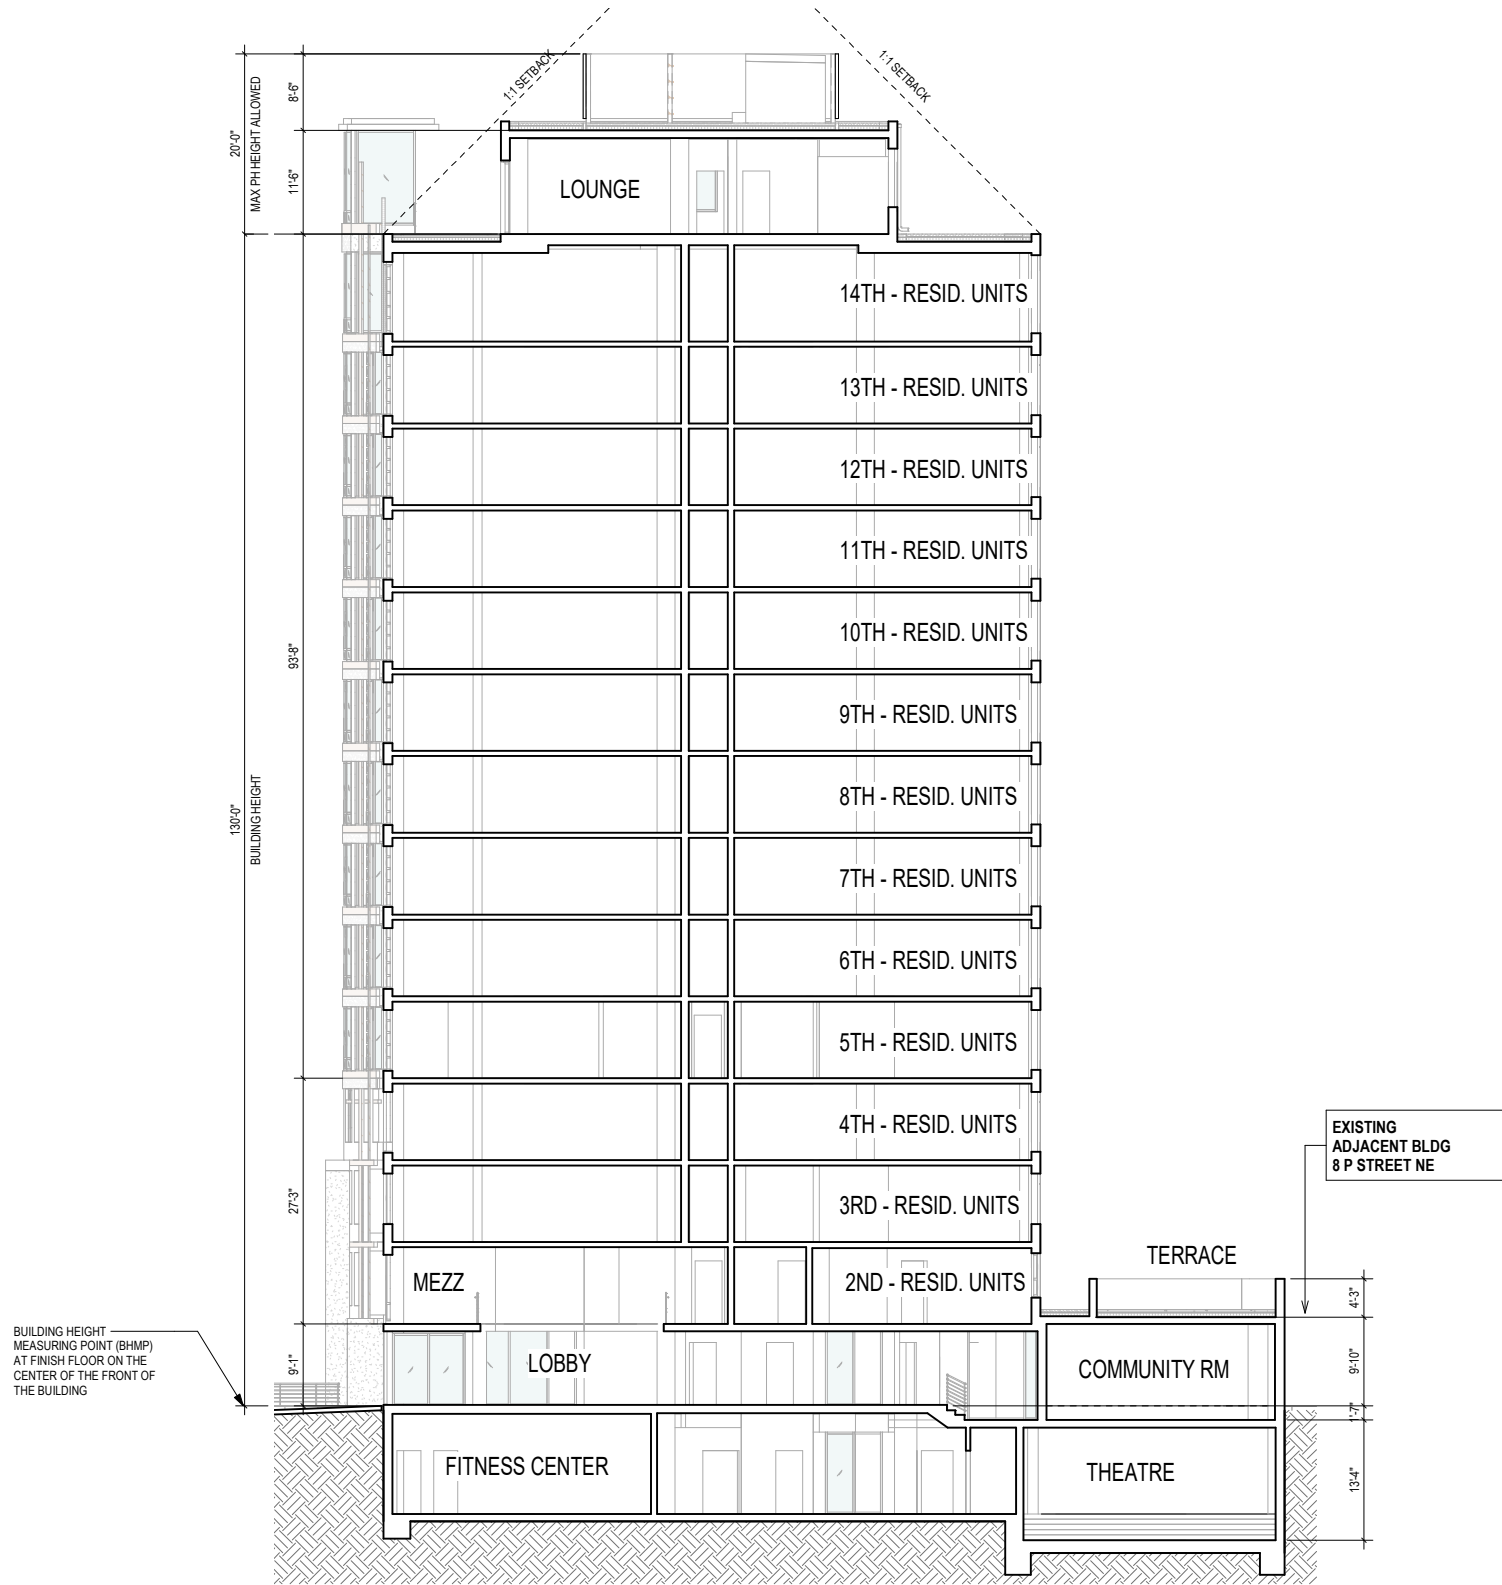 1:1 SETBACK
1:1 SETBACK
8'-6"
20'-0"
MAX PH HEIGHT ALLOWED
11'-6"
LOUNGE
14TH - RESID. UNITS
13TH - RESID. UNITS
12TH - RESID. UNITS
11TH - RESID. UNITS
10TH - RESID. UNITS
93'-8"
9TH - RESID. UNITS
8TH - RESID. UNITS
130'-0"
BUILDING HEIGHT
7TH - RESID. UNITS
6TH - RESID. UNITS
5TH - RESID. UNITS
4TH - RESID. UNITS
EXISTING
ADJACENT BLDG
8 P STREET NE
27'-3"
3RD - RESID. UNITS
TERRACE
MEZZ
2ND - RESID. UNITS
4'-3"
BUILDING HEIGHT
MEASURING POINT (BHMP)
AT FINISH FLOOR ON THE
CENTER OF THE FRONT OF
THE BUILDING
9'-1"
LOBBY
COMMUNITY RM
9'-10"
1'-7"
FITNESS CENTER
THEATRE
13'-4"